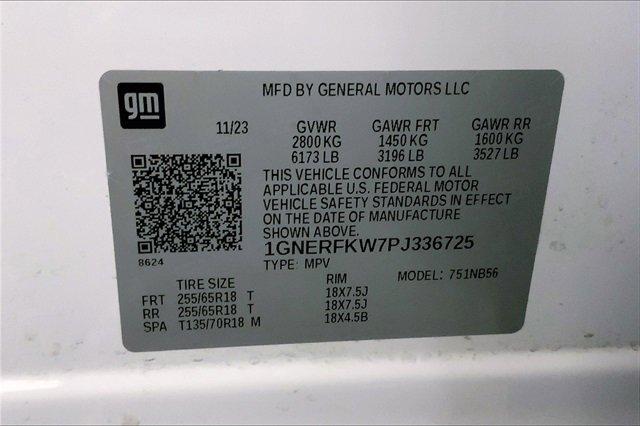 gm
MFD BY GENERAL MOTORS LLC
11/23 GVWR GAWR FRT GAWR RR
2800 KG 1450 KG 1600 KG
6173 LB 3196 LB 3527 LB
THIS VEHICLE CONFORMS TO ALL
APPLICABLE U.S. FEDERAL MOTOR
VEHICLE SAFETY STANDARDS IN EFFECT
ON THE DATE OF MANUFACTURE
SHOWN ABOVE.
1GNERFKW7PJ336725
8624
TYPE: MPV
MODEL: 751NB56
TIRE SIZE RIM
FRT 255/65R18 T 18X7.5J
RR 255/65R18 T 18X7.5J
SPA T135/70R18 M 18X4.5B